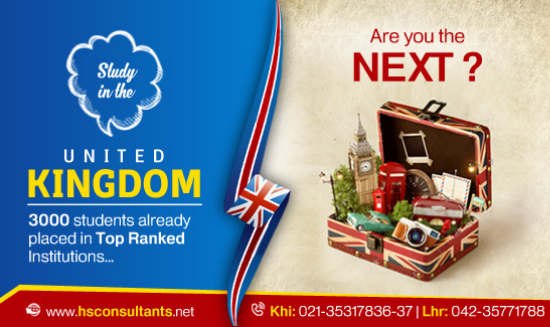 Study
in the
UNITED
KINGDOM
3000 students already
placed in Top Ranked
Institutions...
Are you the
NEXT ?
www.hsconsultants.net
Khi: 021-35317836-37 | Lhr: 042-35771788